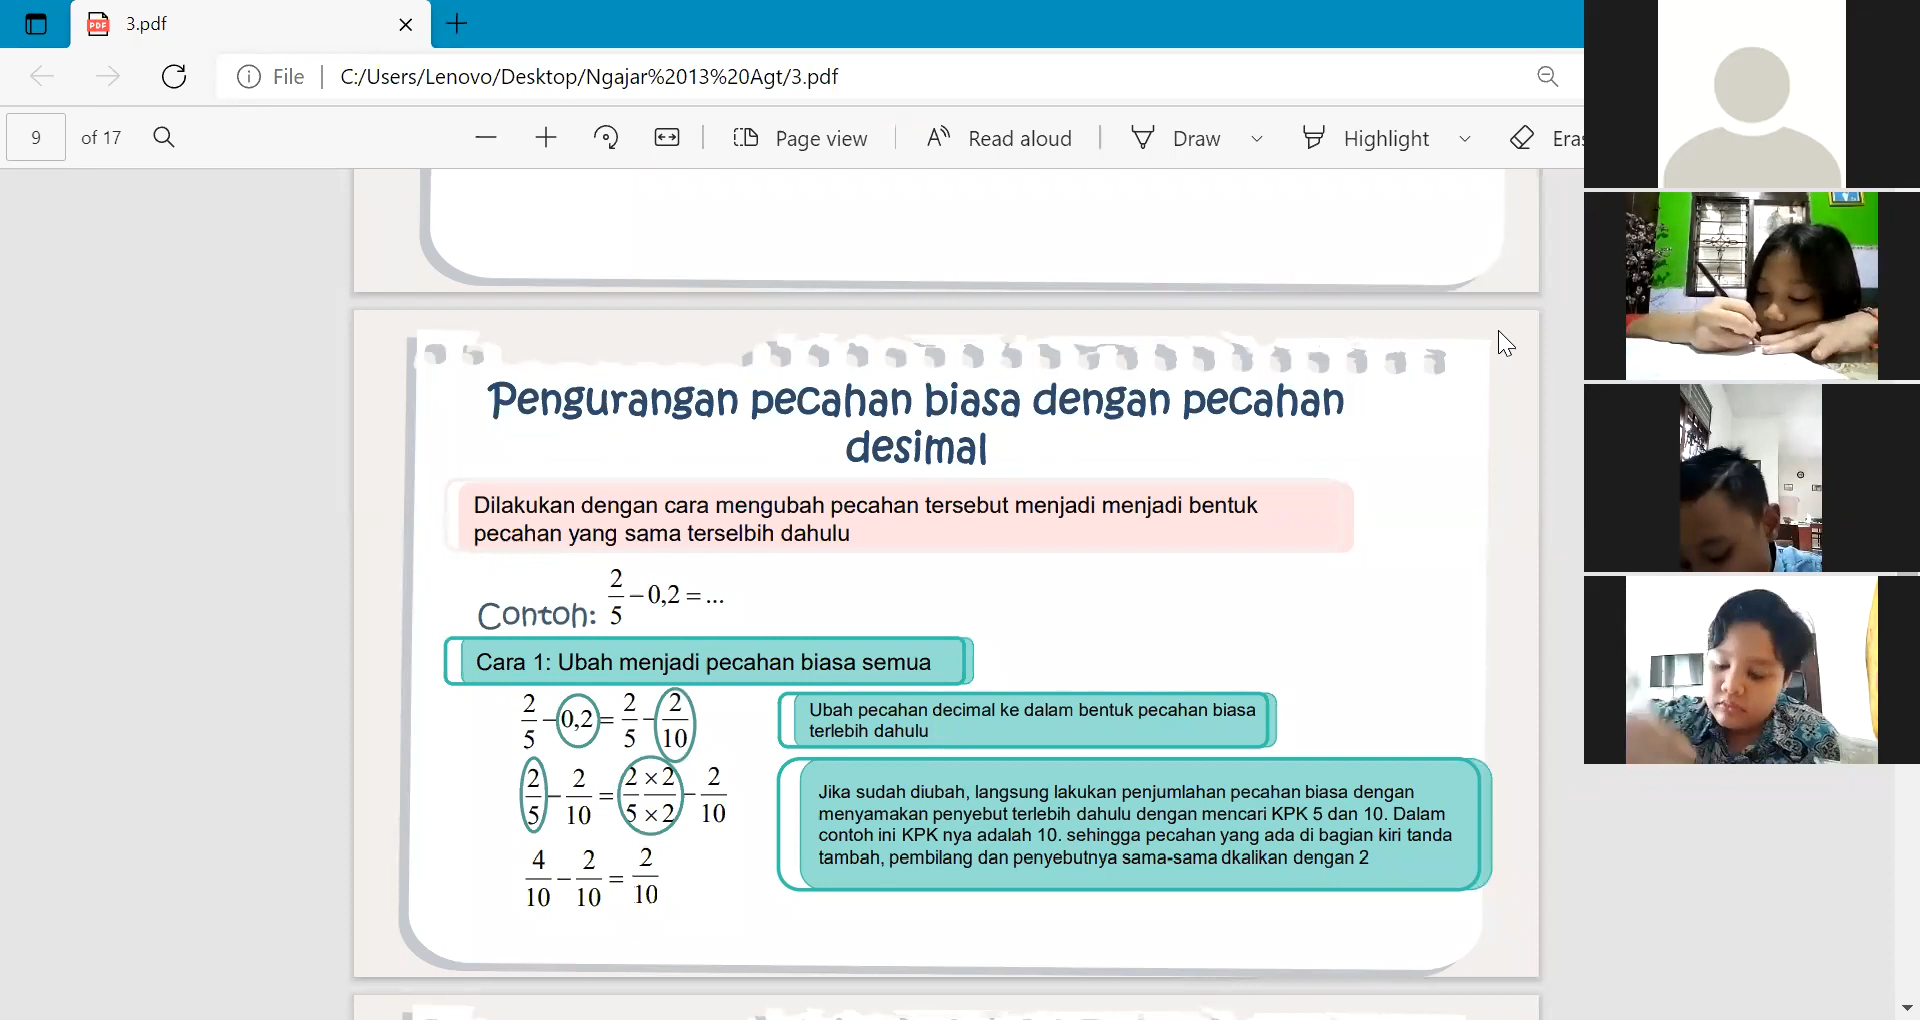 3.pdf
File
C:/Users/Lenovo/Desktop/Ngajar%2013%20Agt/3.pdf
9 of 17
Page view
Read aloud
Draw
Highlight
Eras
Pengurangan pecahan biasa dengan pecahan
desimal
Dilakukan dengan cara mengubah pecahan tersebut menjadi menjadi bentuk
pecahan yang sama terselbih dahulu
Contoh: 2/5 − 0,2 = ...
Cara 1: Ubah menjadi pecahan biasa semua
2/5 − 0,2 = 2/5 − 2/10
Ubah pecahan decimal ke dalam bentuk pecahan biasa
terlebih dahulu
2/5 − 2/10 = 2 × 2/5 × 2 − 2/10
4/10 − 2/10 = 2/10
Jika sudah diubah, langsung lakukan penjumlahan pecahan biasa dengan
menyamakan penyebut terlebih dahulu dengan mencari KPK 5 dan 10. Dalam
contoh ini KPK nya adalah 10. sehingga pecahan yang ada di bagian kiri tanda
tambah, pembilang dan penyebutnya sama-sama dkalikan dengan 2